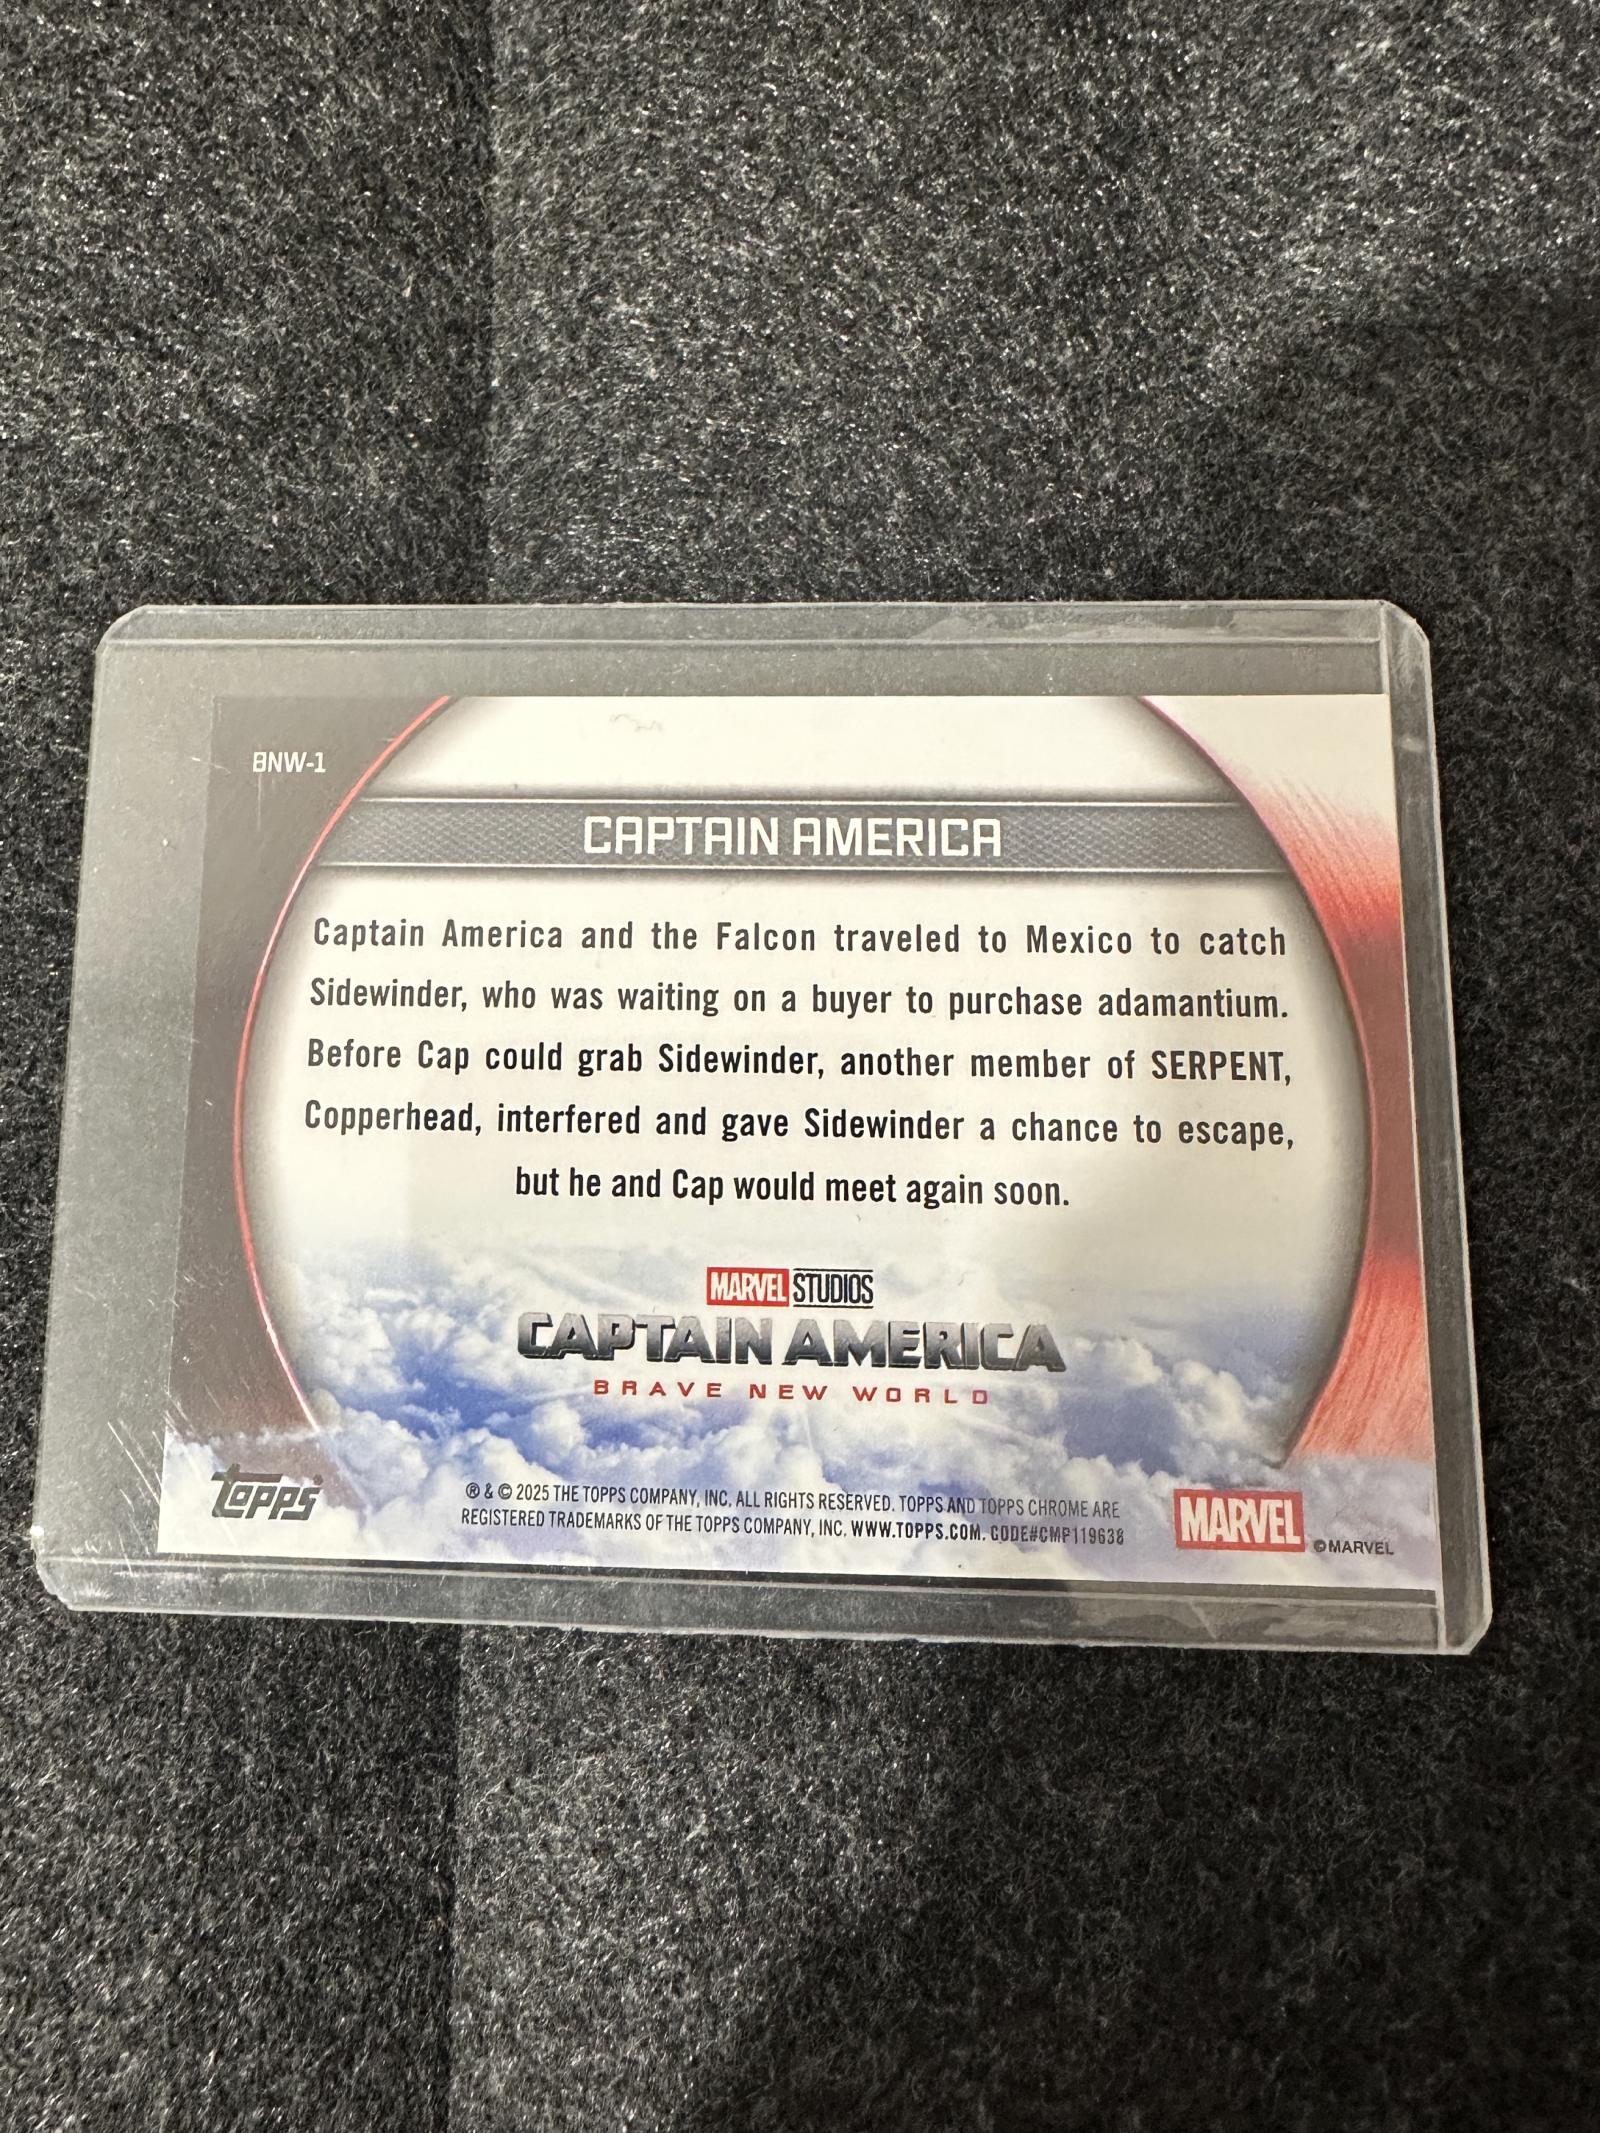 BNW-1
CAPTAIN AMERICA
Captain America and the Falcon traveled to Mexico to catch
Sidewinder, who was waiting on a buyer to purchase adamantium.
Before Cap could grab Sidewinder, another member of SERPENT,
Copperhead, interfered and gave Sidewinder a chance to escape,
but he and Cap would meet again soon.
MARVEL STUDIOS
CAPTAIN AMERICA
BRAVE NEW WORLD
topps®
® & © 2025 THE TOPPS COMPANY, INC. ALL RIGHTS RESERVED. TOPPS AND TOPPS CHROME ARE
REGISTERED TRADEMARKS OF THE TOPPS COMPANY, INC. WWW.TOPPS.COM. CODE#CMP119638
MARVEL
©MARVEL